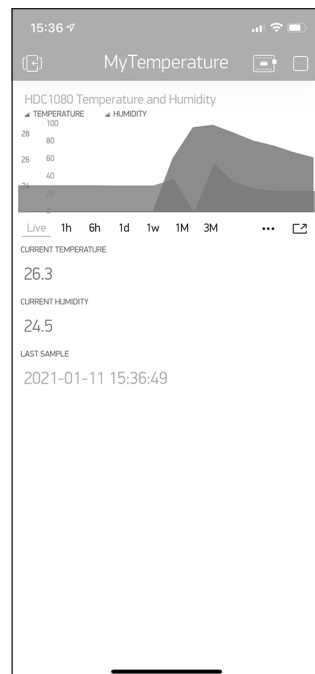 15:36
MyTemperature
HDC1080 Temperature and Humidity
TEMPERATURE HUMIDITY
100
28
80
26
60
40
24
20
0
Live 1h 6h 1d 1w 1M 3M ...
CURRENT TEMPERATURE
26.3
CURRENT HUMIDITY
24.5
LAST SAMPLE
2021-01-11 15:36:49